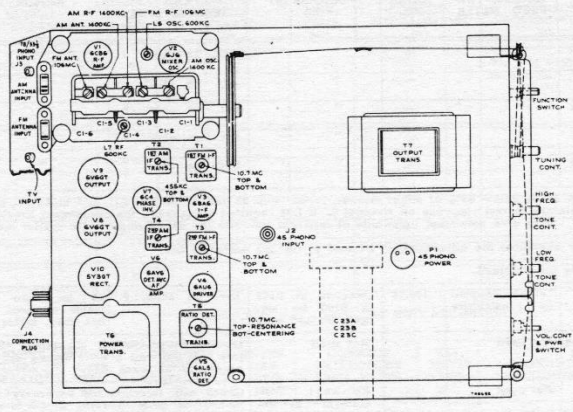 AM R-F 1400KC
FM R-F 106MC
AM ANT. 1400KC
L8 OSC. 600KC
78/33⅓
PHONO
INPUT
J3
FM ANT.
106MC
V1
6CB6
R-F
AMP.
V2
6J6
MIXER
OSC.
AM OSC.
1400 KC
AM
ANTENNA
INPUT
FM
ANTENNA
INPUT
C1-5
C1-3
C1-1
C1-6
C1-4
C1-2
L7 RF
600KC
TV
INPUT
T2
1ST AM
I F
TRANS.
T1
1ST FM I-F
TRANS.
10.7 MC
TOP &
BOTTOM
V9
6V6GT
OUTPUT
455KC
TOP &
BOTTOM
V7
6C4
PHASE
INV.
V3
6BA6
I-F
AMP.
V8
6V6GT
OUTPUT
T4
2ND AM
I F
TRANS.
T3
2ND FM I-F
TRANS.
10.7MC
TOP &
BOTTOM
V10
5Y3GT
RECT.
V6
6AV6
DET. AVC
A F
AMP.
V4
6AU6
DRIVER
T5
RATIO DET.
TRANS.
10.7MC.
TOP-RESONANCE
BOT-CENTERING
J4
CONNECTION
PLUG
T6
POWER
TRANS.
V5
6AL5
RATIO
DET.
T7
OUTPUT
TRANS.
J2
45 PHONO
INPUT
P1
45 PHONO.
POWER
C23A
C23B
C23C
FUNCTION
SWITCH
TUNING
CONT.
HIGH
FREQ.
TONE
CONT.
LOW
FREQ.
TONE
CONT.
VOL. CONT.
& PWR
SWITCH